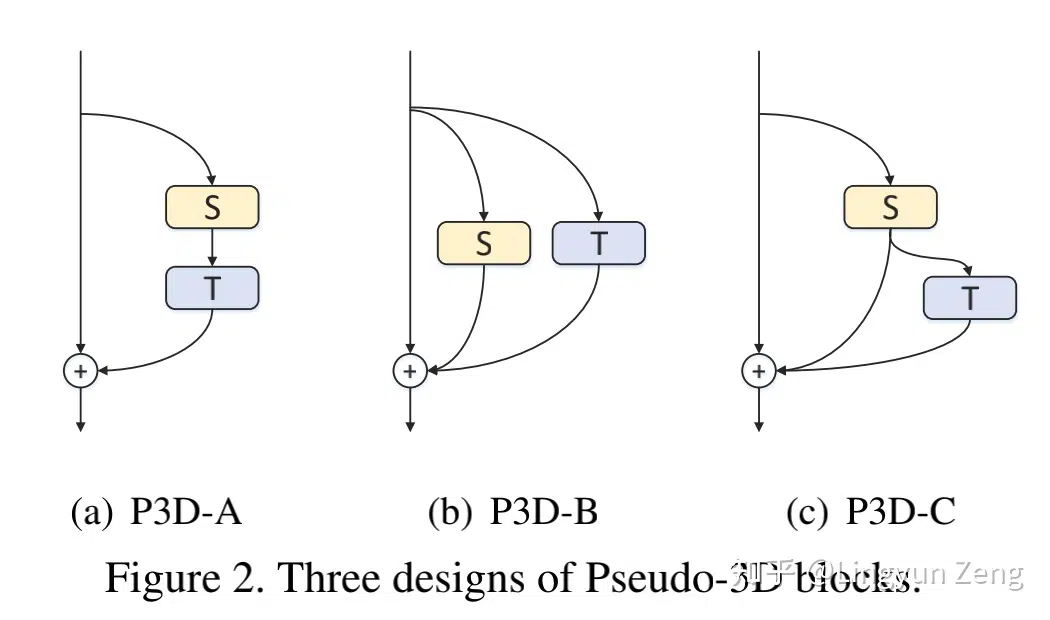 S
T
+
S
T
+
S
T
+
(a) P3D-A
(b) P3D-B
(c) P3D-C
Figure 2. Three designs of Pseudo-3D blocks.
知乎 @Lingyun Zeng